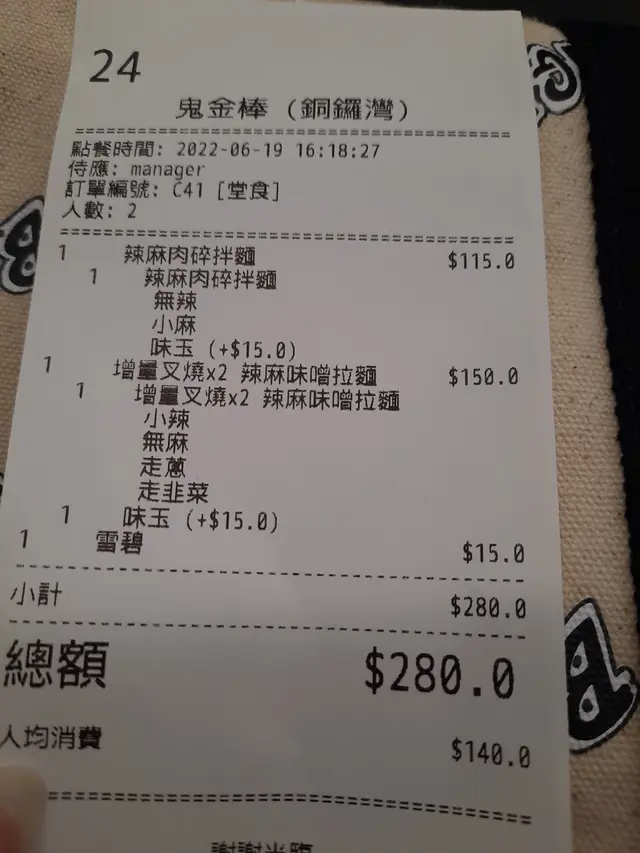 24
鬼金棒 (銅鑼灣)
點餐時間: 2022-06-19 16:18:27
侍應: manager
訂單編號: C41 [堂食]
人數: 2
1 辣麻肉碎拌麵 $115.0
1 辣麻肉碎拌麵
無辣
小麻
味玉 (+$15.0)
1 增量叉燒x2 辣麻味噌拉麵 $150.0
1 增量叉燒x2 辣麻味噌拉麵
小辣
無麻
走蔥
走韭菜
1 味玉 (+$15.0)
1 雪碧 $15.0
小計 $280.0
總額 $280.0
人均消費 $140.0
謝謝光臨